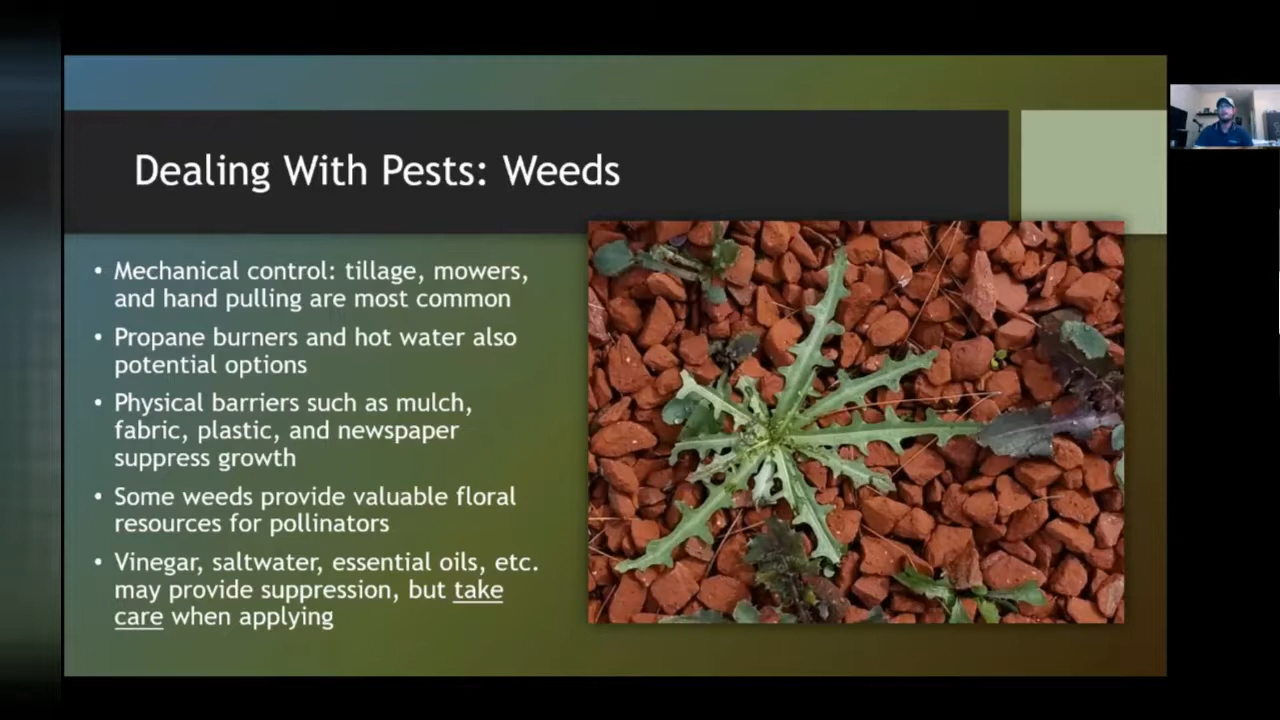 Dealing With Pests: Weeds
• Mechanical control: tillage, mowers,
and hand pulling are most common
• Propane burners and hot water also
potential options
• Physical barriers such as mulch,
fabric, plastic, and newspaper
suppress growth
• Some weeds provide valuable floral
resources for pollinators
• Vinegar, saltwater, essential oils, etc.
may provide suppression, but take
care when applying